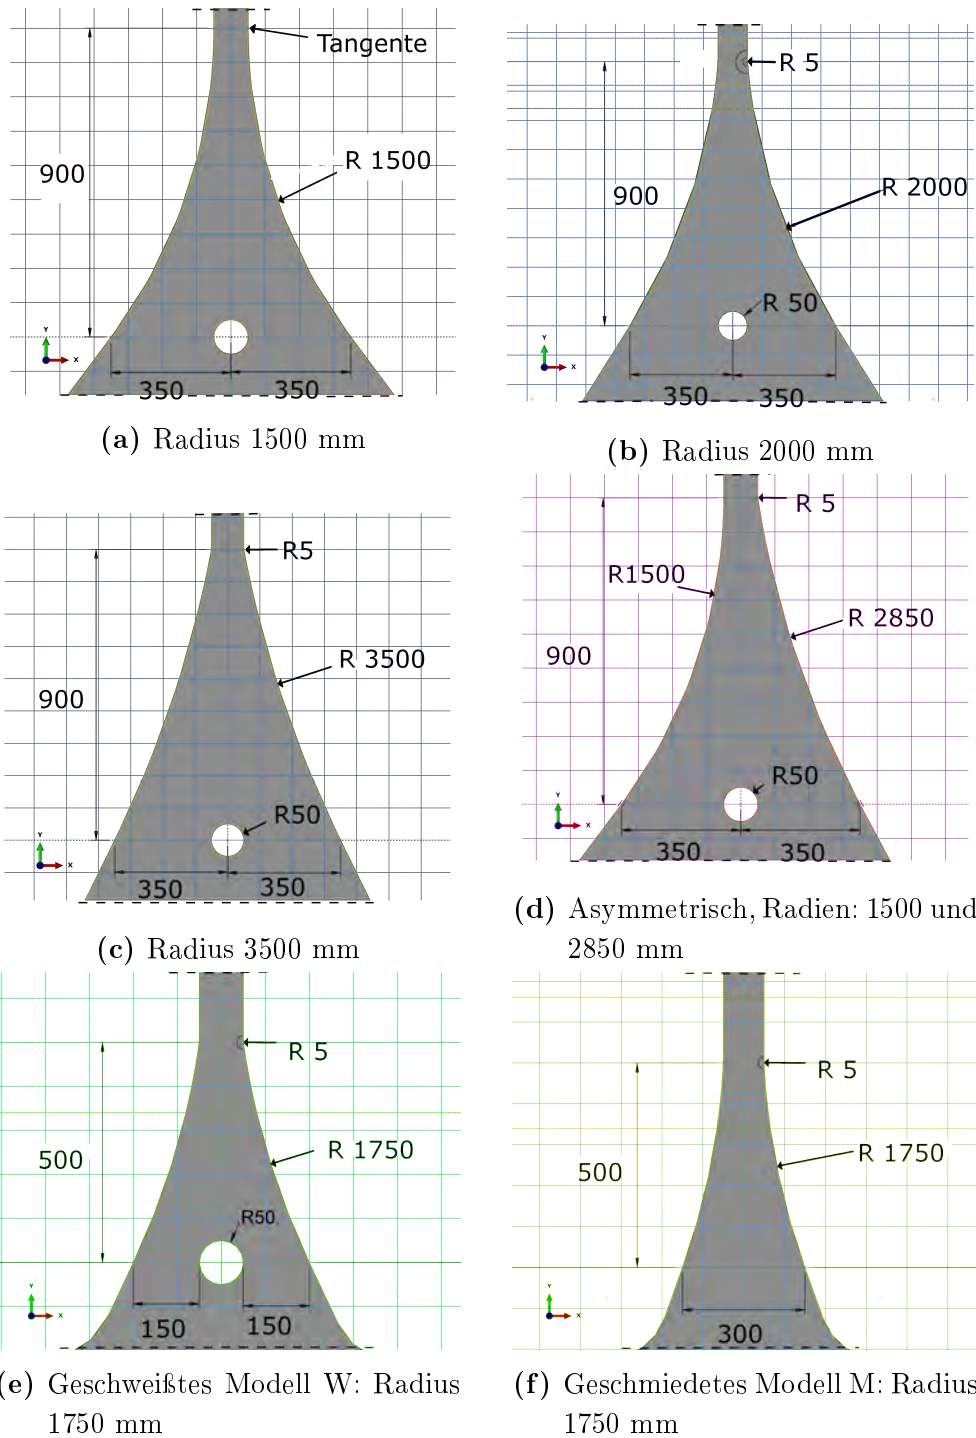 Tangente
R 1500
900
Y
X
350 350
(a) Radius 1500 mm
R 5
R 2000
900
R 50
Y
X
350 350
(b) Radius 2000 mm
R5
R 3500
900
R50
Y
X
350 350
(c) Radius 3500 mm
R 5
R1500
R 2850
900
R50
Y
X
350 350
(d) Asymmetrisch, Radien: 1500 und
2850 mm
R 5
R 1750
500
R50
Y
X
150 150
(e) Geschweißtes Modell W: Radius
1750 mm
R 5
R 1750
500
Y
X
300
(f) Geschmiedetes Modell M: Radius
1750 mm